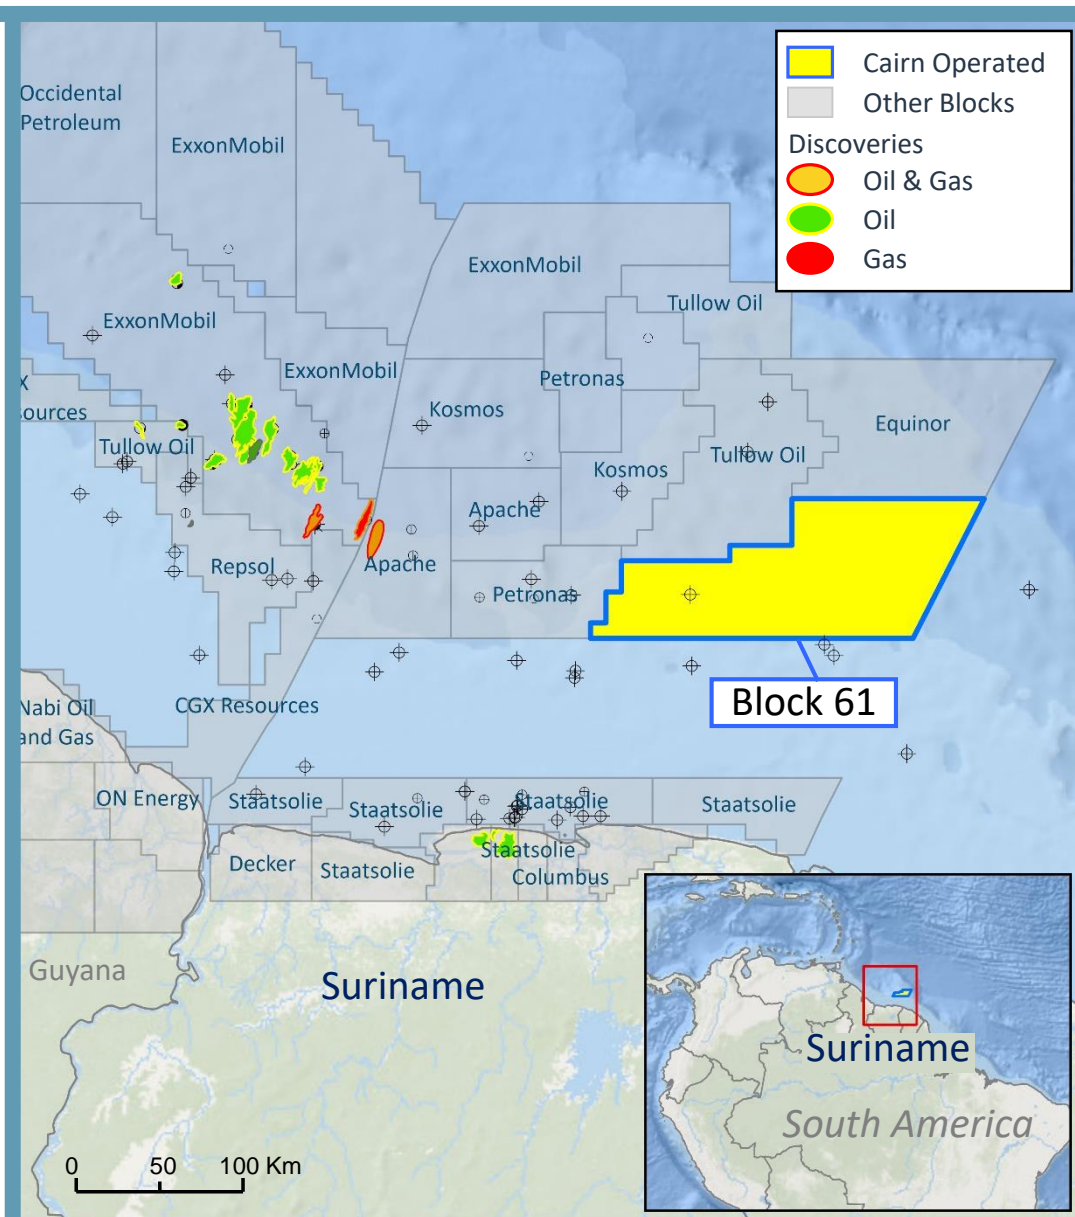 Cairn Operated
Other Blocks
Discoveries
Oil & Gas
Oil
Gas
Occidental
Petroleum
ExxonMobil
ExxonMobil
Tullow Oil
ExxonMobil
ExxonMobil
Petronas
X
sources
Kosmos
Equinor
Tullow Oil
Tullow Oil
Kosmos
Apache
Repsol
Apache
Petronas
Block 61
Nabi Oil
and Gas
CGX Resources
ON Energy
Staatsolie
Staatsolie
Staatsolie
Staatsolie
Decker
Staatsolie
Staatsolie
Columbus
Guyana
Suriname
Suriname
South America
0 50 100 Km